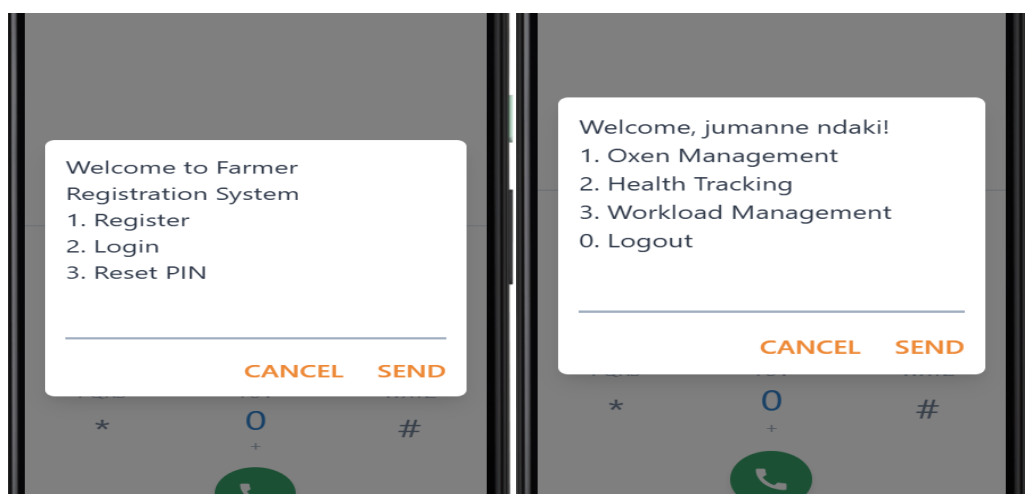 Welcome to Farmer
Registration System
1. Register
2. Login
3. Reset PIN
CANCEL SEND
*
0
+
#
Welcome, jumanne ndaki!
1. Oxen Management
2. Health Tracking
3. Workload Management
0. Logout
CANCEL SEND
*
0
+
#